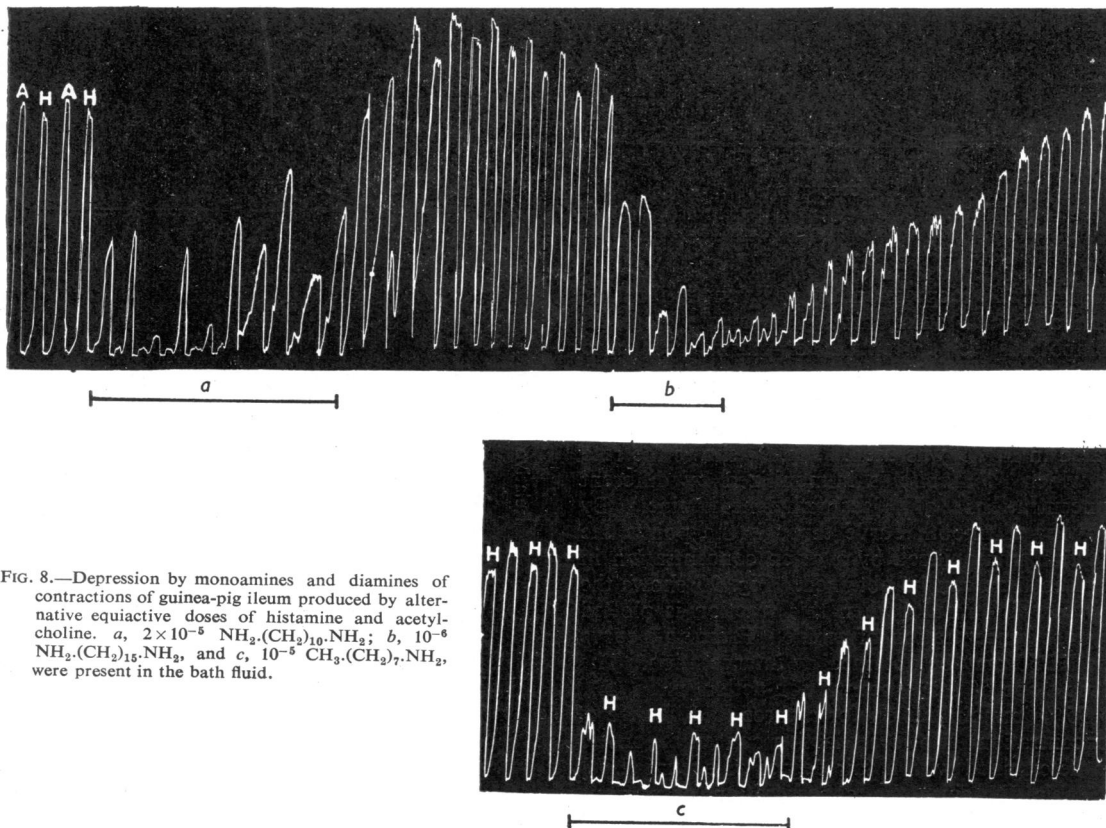 A H A H
a b
H H H H H H H H H H H H H H
c
FIG. 8.—Depression by monoamines and diamines of
contractions of guinea-pig ileum produced by alter-
native equiactive doses of histamine and acetyl-
choline. a, 2×10⁻⁵ NH₂.(CH₂)₁₀.NH₂; b, 10⁻⁶
NH₂.(CH₂)₁₅.NH₂, and c, 10⁻⁵ CH₃.(CH₂)₇.NH₂,
were present in the bath fluid.